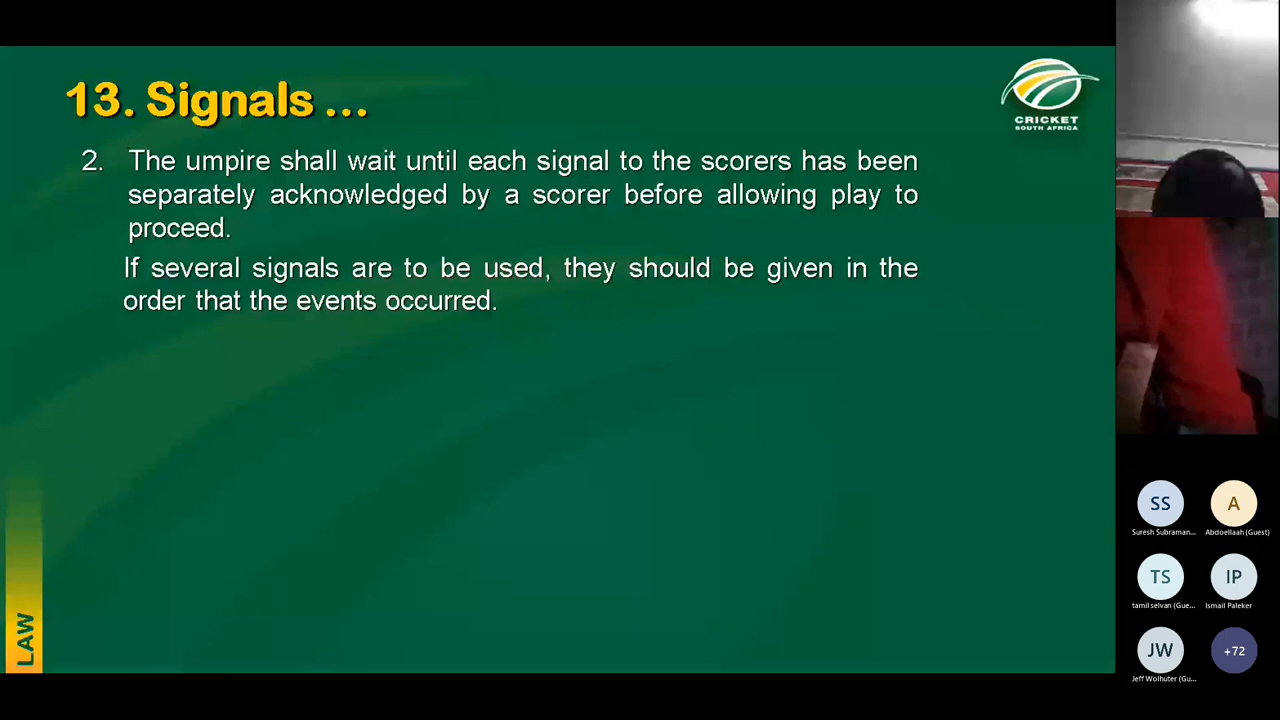 13. Signals ...
CRICKET
SOUTH AFRICA
2. The umpire shall wait until each signal to the scorers has been
separately acknowledged by a scorer before allowing play to
proceed.
If several signals are to be used, they should be given in the
order that the events occurred.
LAW
SS
A
Suresh Subraman...
Abdoellaah (Guest)
TS
IP
tamil selvan (Gue...
Ismail Paleker
JW
+72
Jeff Wolhuter (Gu...